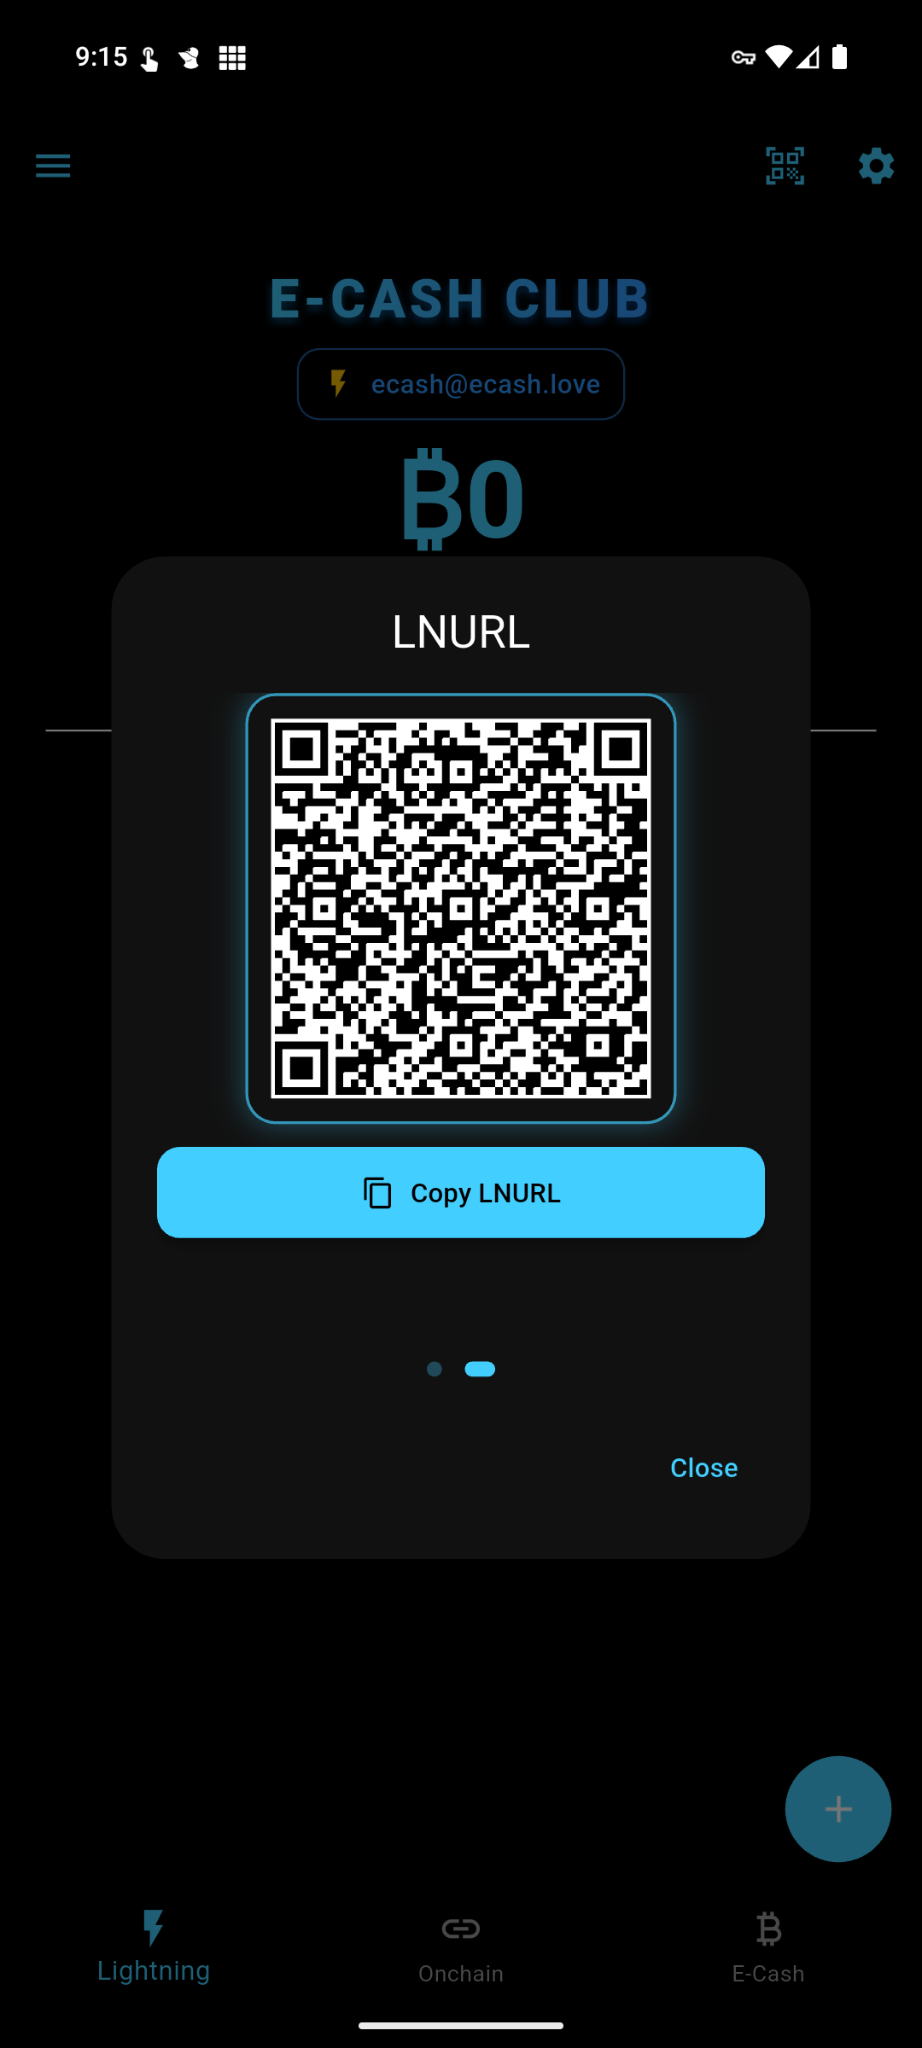 9:15
E-CASH CLUB
ecash@ecash.love
₿0
LNURL
Copy LNURL
Close
Lightning
Onchain
E-Cash